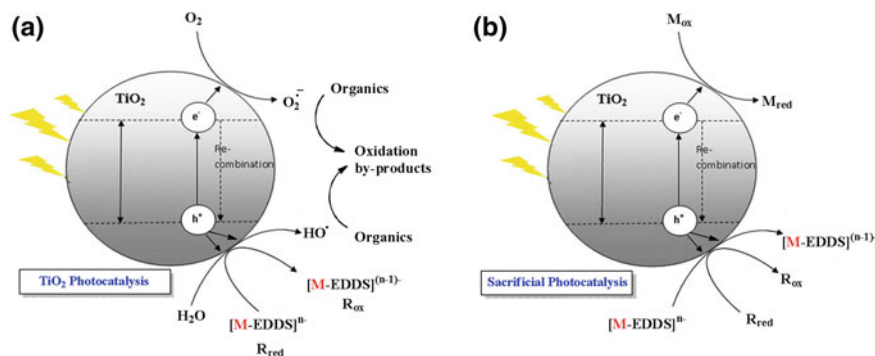 (a)
O₂
TiO₂
O₂•⁻
Organics
e⁻
Re-
combination
Oxidation
by-products
h⁺
HO•
Organics
TiO₂ Photocatalysis
H₂O
[M-EDDS]⁽ⁿ⁻¹⁾⁻
Rox
[M-EDDS]ⁿ⁻
Rred
(b)
Mox
TiO₂
Mred
e⁻
Re-
combination
h⁺
[M-EDDS]⁽ⁿ⁻¹⁾⁻
Rox
Sacrificial Photocatalysis
[M-EDDS]ⁿ⁻
Rred